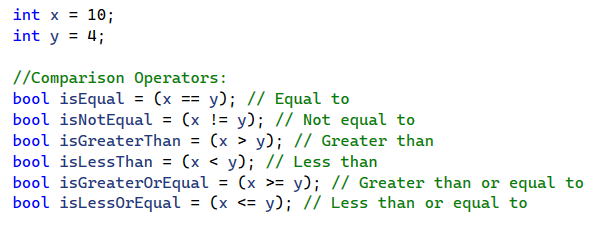 int x = 10;
int y = 4;
//Comparison Operators:
bool isEqual = (x == y); // Equal to
bool isNotEqual = (x != y); // Not equal to
bool isGreaterThan = (x > y); // Greater than
bool isLessThan = (x < y); // Less than
bool isGreaterOrEqual = (x >= y); // Greater than or equal to
bool isLessOrEqual = (x <= y); // Less than or equal to